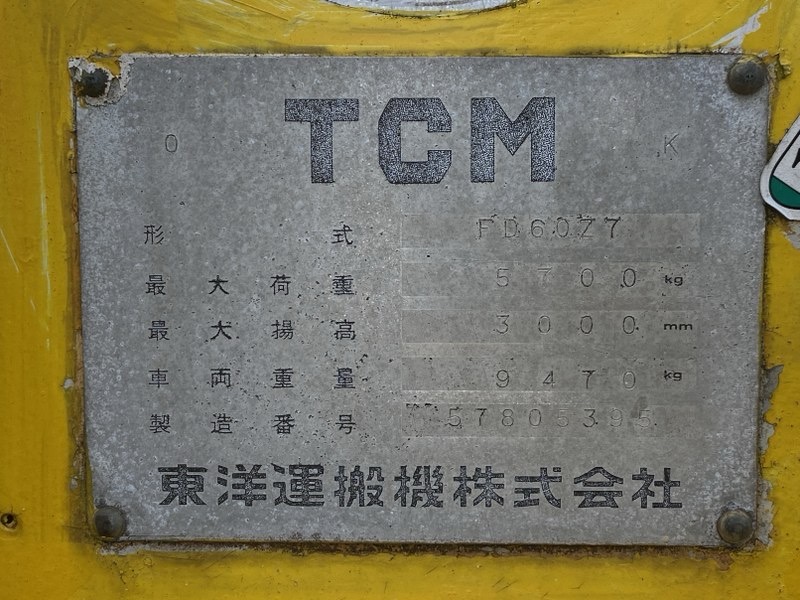 TCM
O K
形式 FD60Z7
最大荷重 5700 kg
最大揚高 3000 mm
車両重量 9470 kg
製造番号 57805395
東洋運搬機株式会社